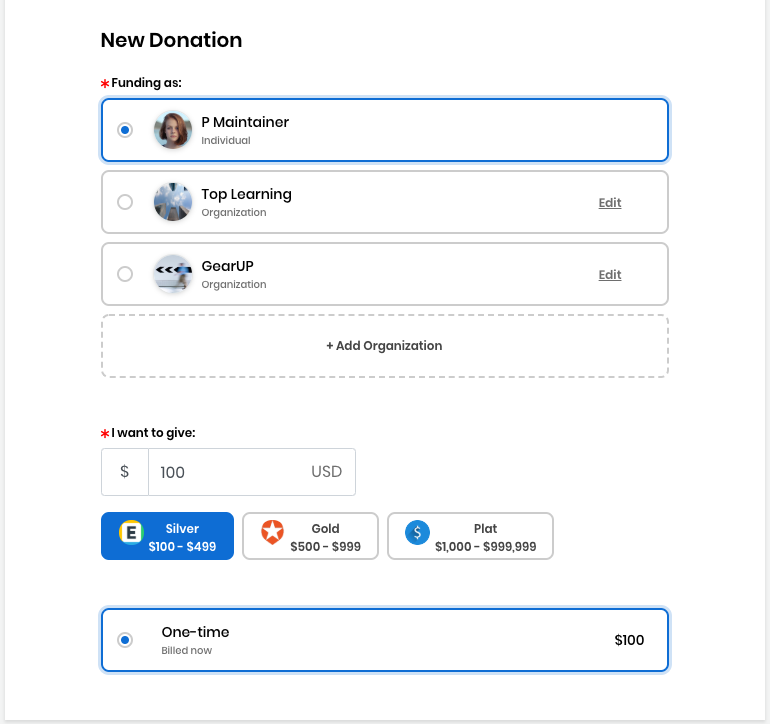 New Donation
* Funding as:
P Maintainer
Individual
Top Learning
Organization
Edit
GearUP
Organization
Edit
+ Add Organization
* I want to give:
$ 100 USD
E
Silver
$100 - $499
Gold
$500 - $999
$
Plat
$1,000 - $999,999
One-time
Billed now
$100